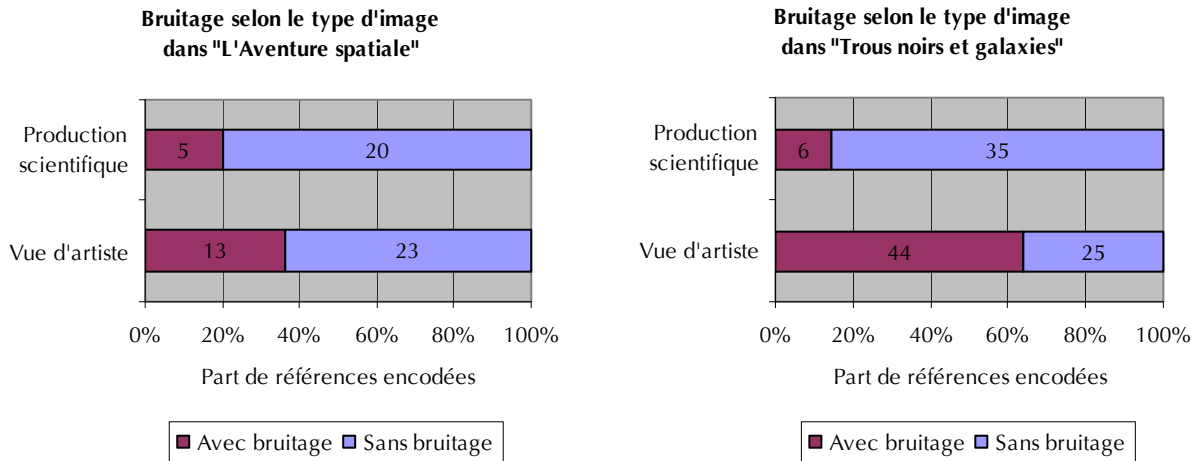 Bruitage selon le type d'image
dans "L'Aventure spatiale"
Production
scientifique
5
20
Vue d'artiste
13
23
0%
20%
40%
60%
80%
100%
Part de références encodées
Avec bruitage
Sans bruitage
Bruitage selon le type d'image
dans "Trous noirs et galaxies"
Production
scientifique
6
35
Vue d'artiste
44
25
0%
20%
40%
60%
80%
100%
Part de références encodées
Avec bruitage
Sans bruitage